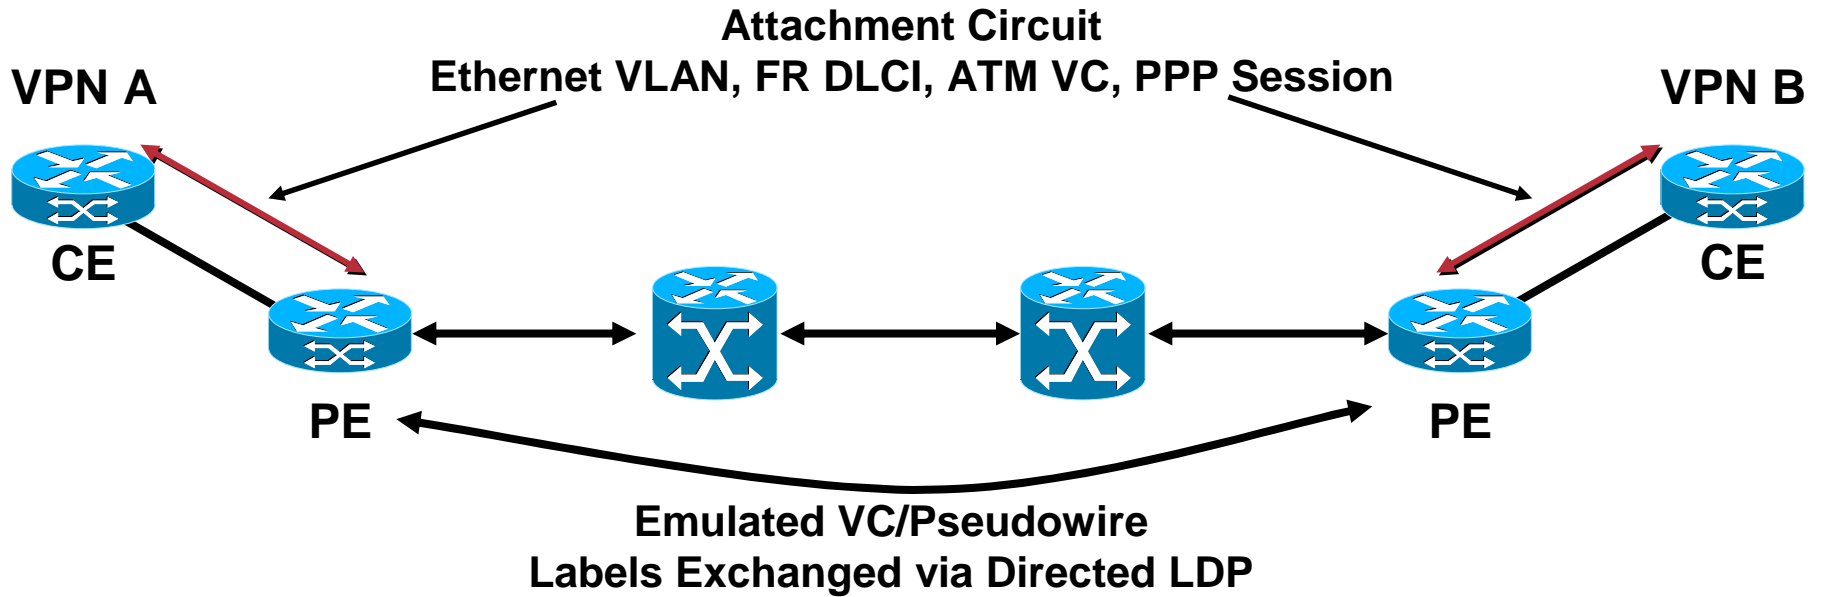 Attachment Circuit
Ethernet VLAN, FR DLCI, ATM VC, PPP Session
VPN A
VPN B
CE
CE
PE
PE
Emulated VC/Pseudowire
Labels Exchanged via Directed LDP